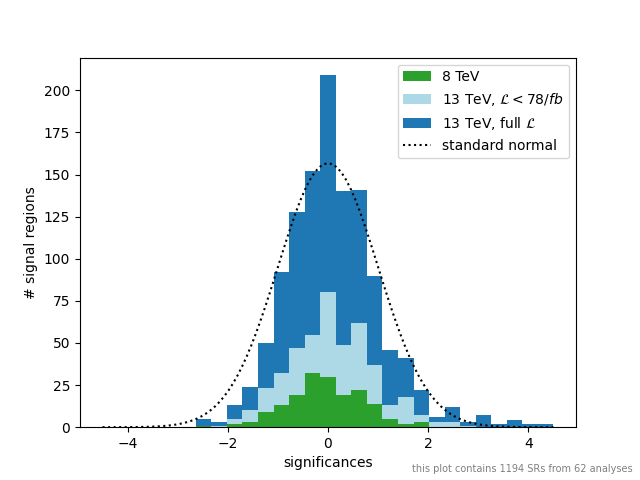 8 TeV
13 TeV, ℒ < 78/fb
13 TeV, full ℒ
standard normal
200
175
150
125
100
75
50
25
0
# signal regions
−4
−2
0
2
4
significances
this plot contains 1194 SRs from 62 analyses